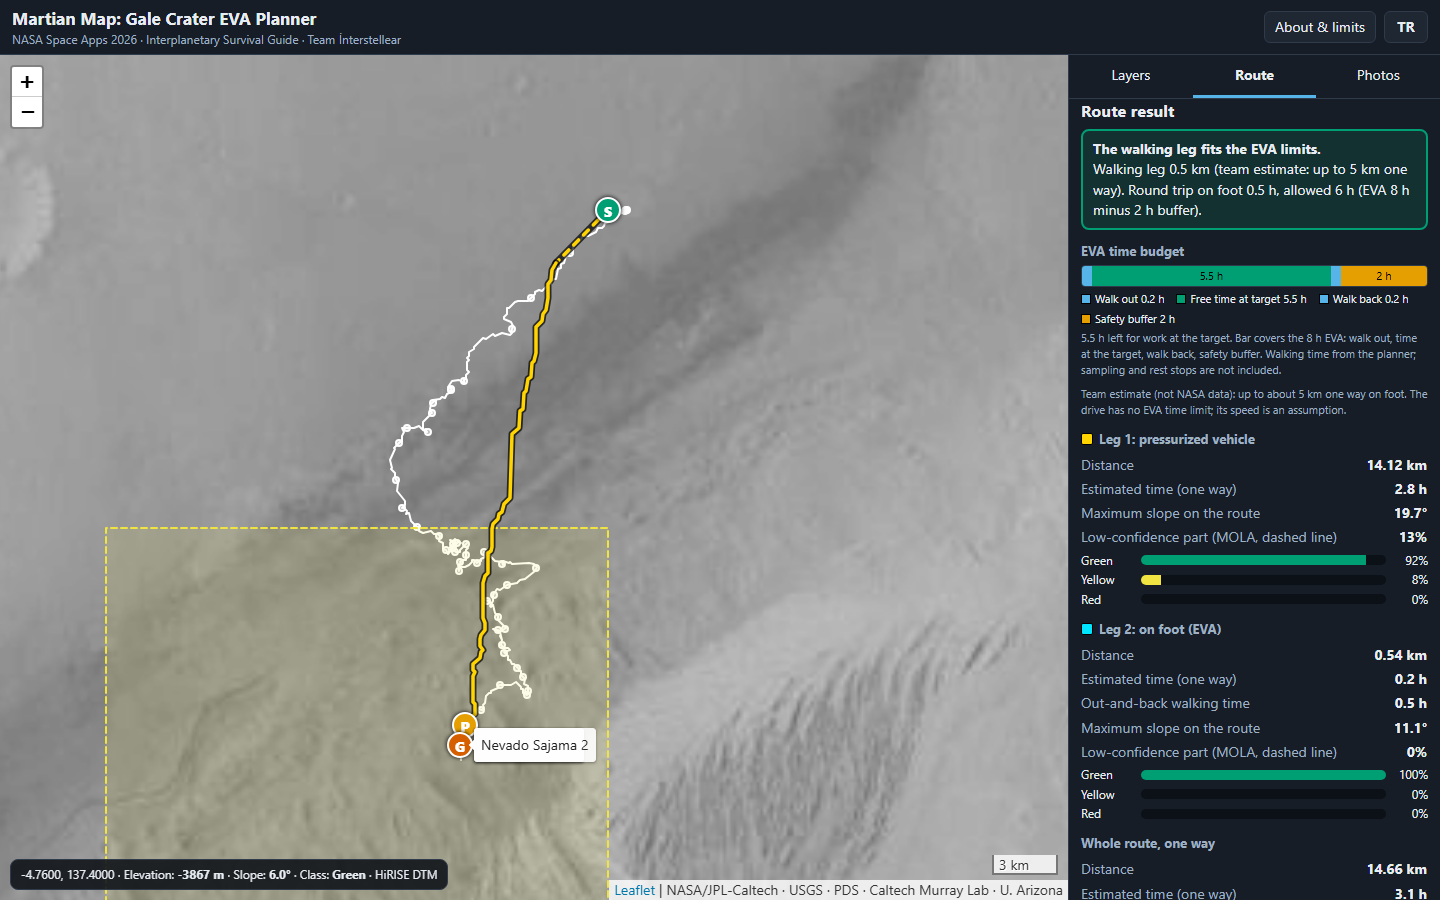 Martian Map: Gale Crater EVA Planner
NASA Space Apps 2026 · Interplanetary Survival Guide · Team İnterstellear
About & limits
TR
+
−
Layers
Route
Photos
Route result
The walking leg fits the EVA limits.
Walking leg 0.5 km (team estimate: up to 5 km one
way). Round trip on foot 0.5 h, allowed 6 h (EVA 8 h
minus 2 h buffer).
EVA time budget
5.5 h
2 h
Walk out 0.2 h
Free time at target 5.5 h
Walk back 0.2 h
Safety buffer 2 h
5.5 h left for work at the target. Bar covers the 8 h EVA: walk out, time
at the target, walk back, safety buffer. Walking time from the planner;
sampling and rest stops are not included.
Team estimate (not NASA data): up to about 5 km one way on foot. The
drive has no EVA time limit; its speed is an assumption.
Leg 1: pressurized vehicle
Distance 14.12 km
Estimated time (one way) 2.8 h
Maximum slope on the route 19.7°
Low-confidence part (MOLA, dashed line) 13%
Green 92%
Yellow 8%
Red 0%
Leg 2: on foot (EVA)
Distance 0.54 km
Estimated time (one way) 0.2 h
Out-and-back walking time 0.5 h
Maximum slope on the route 11.1°
Low-confidence part (MOLA, dashed line) 0%
Green 100%
Yellow 0%
Red 0%
Whole route, one way
Distance 14.66 km
Estimated time (one way) 3.1 h
S
P
G
Nevado Sajama 2
3 km
-4.7600, 137.4000 · Elevation: -3867 m · Slope: 6.0° · Class: Green · HiRISE DTM
Leaflet | NASA/JPL-Caltech · USGS · PDS · Caltech Murray Lab · U. Arizona